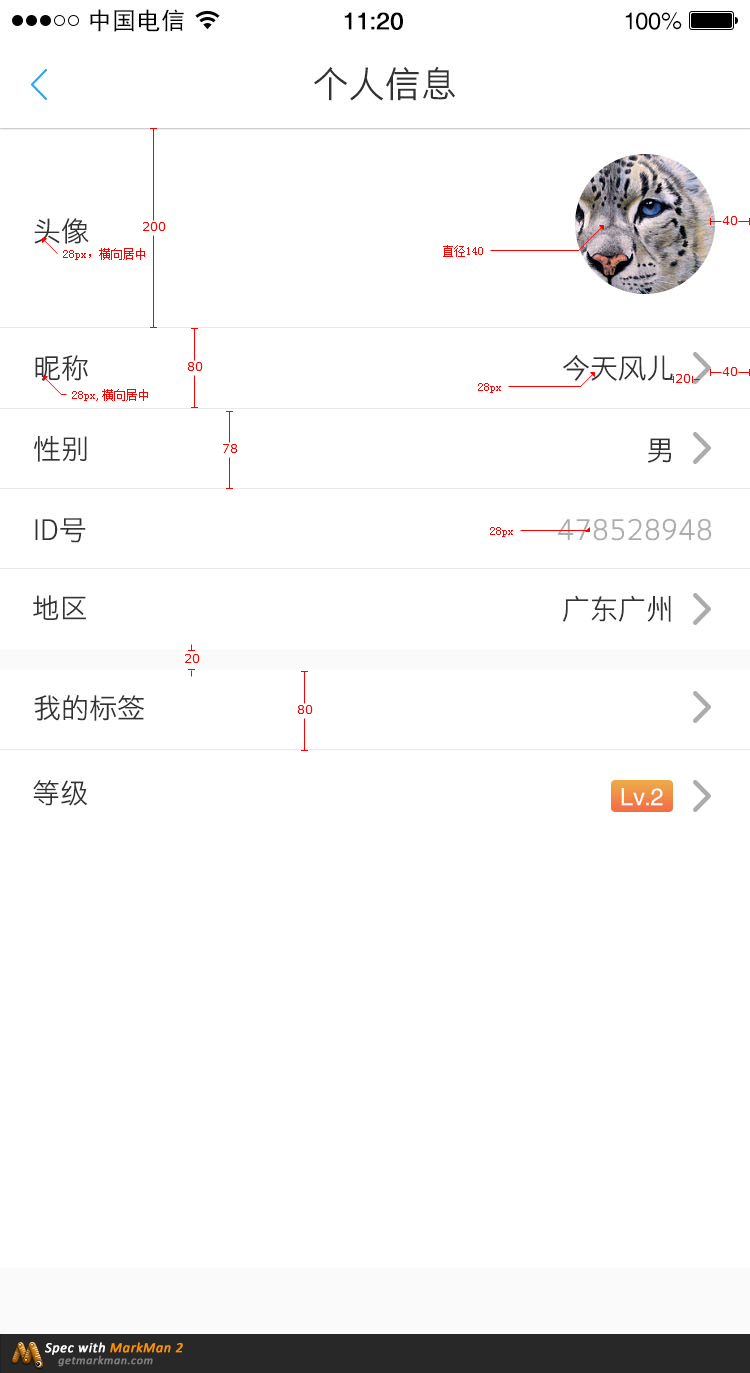 中国电信 11:20 100%
个人信息
200
头像
40
直径140
28px，横向居中
昵称
80
今天风儿
20
40
28px
28px,横向居中
性别
78
男
ID号
28px
478528948
地区
广东广州
20
我的标签
80
等级
Lv.2
Spec with MarkMan 2
getmarkman.com